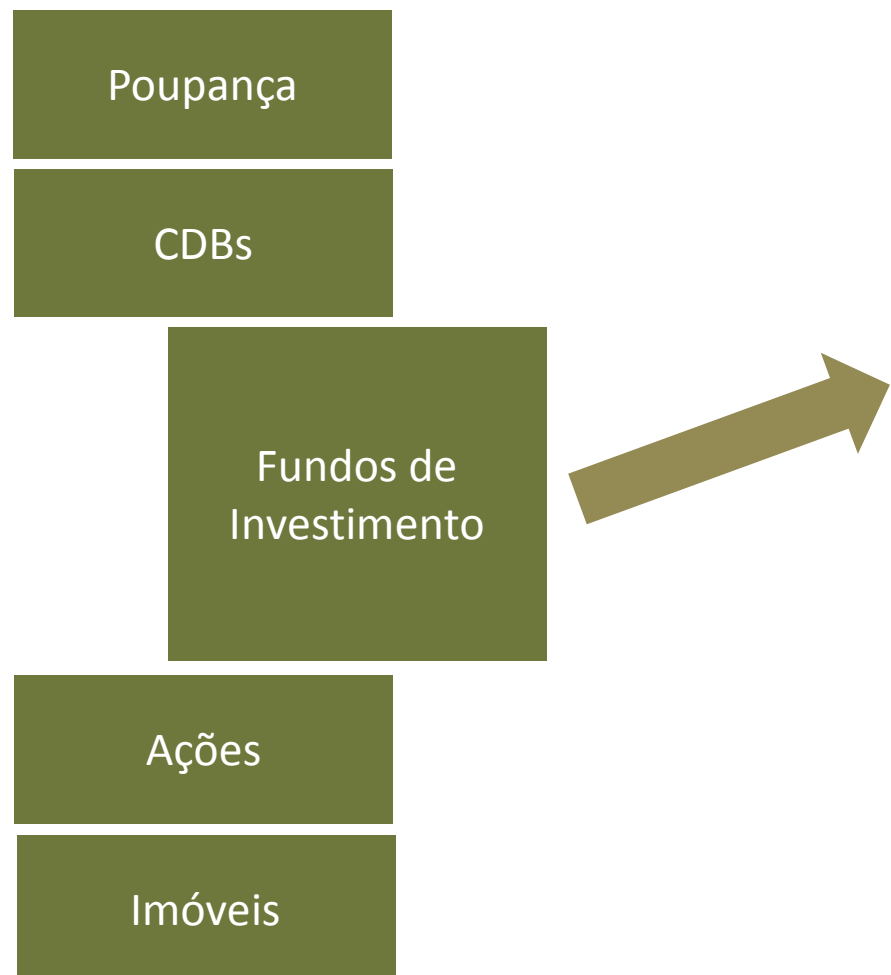 Poupança
CDBs
Fundos de
Investimento
Ações
Imóveis